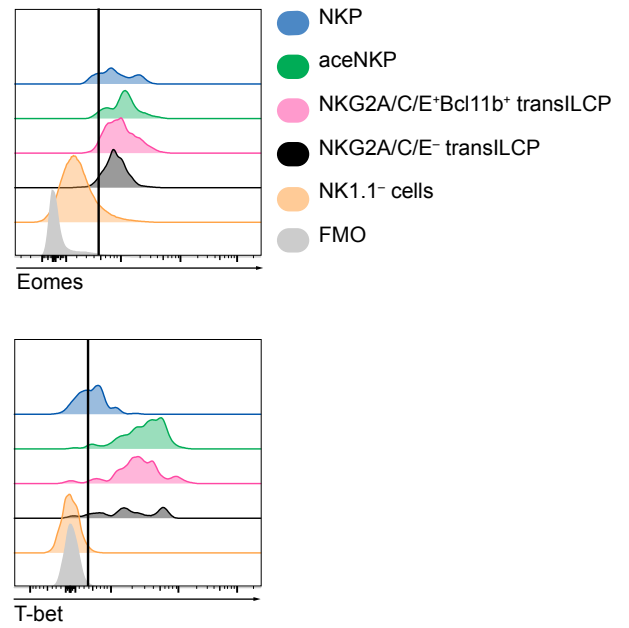 NKP
aceNKP
NKG2A/C/E⁺Bcl11b⁺ transILCP
NKG2A/C/E⁻ transILCP
NK1.1⁻ cells
FMO
Eomes
T-bet